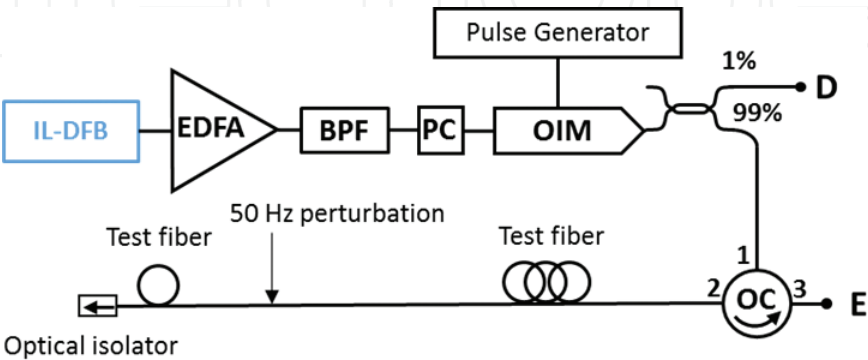 Pulse Generator
1%
D
99%
IL-DFB
EDFA
BPF
PC
OIM
50 Hz perturbation
Test fiber
Test fiber
1
2
OC
3
E
Optical isolator